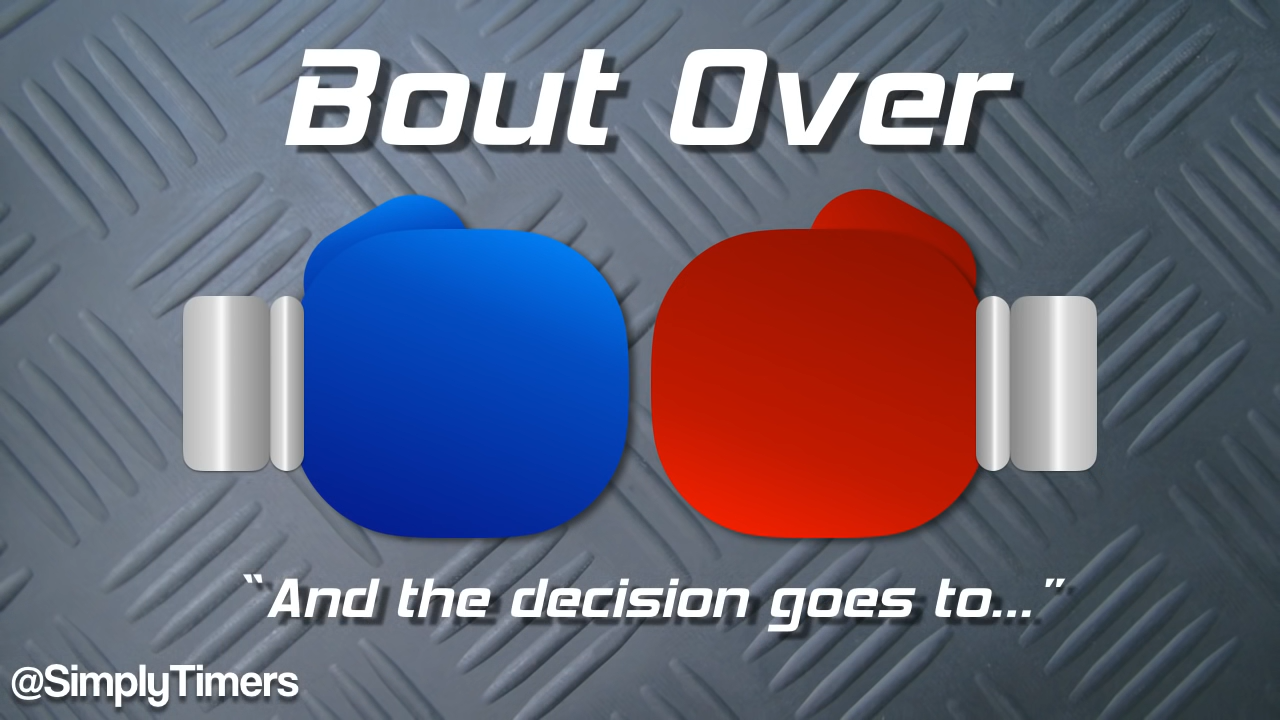 Bout Over
“And the decision goes to...”
@SimplyTimers